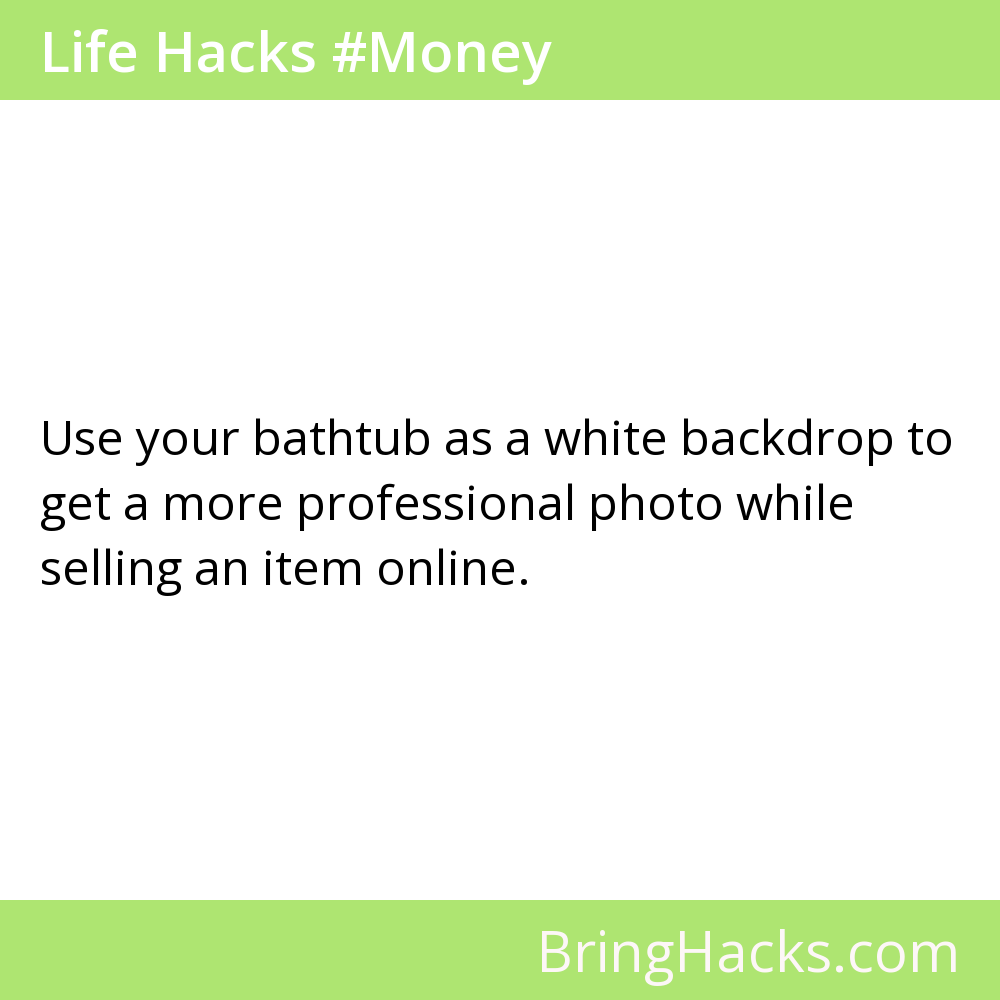 Life Hacks #Money
Use your bathtub as a white backdrop to
get a more professional photo while
selling an item online.
BringHacks.com